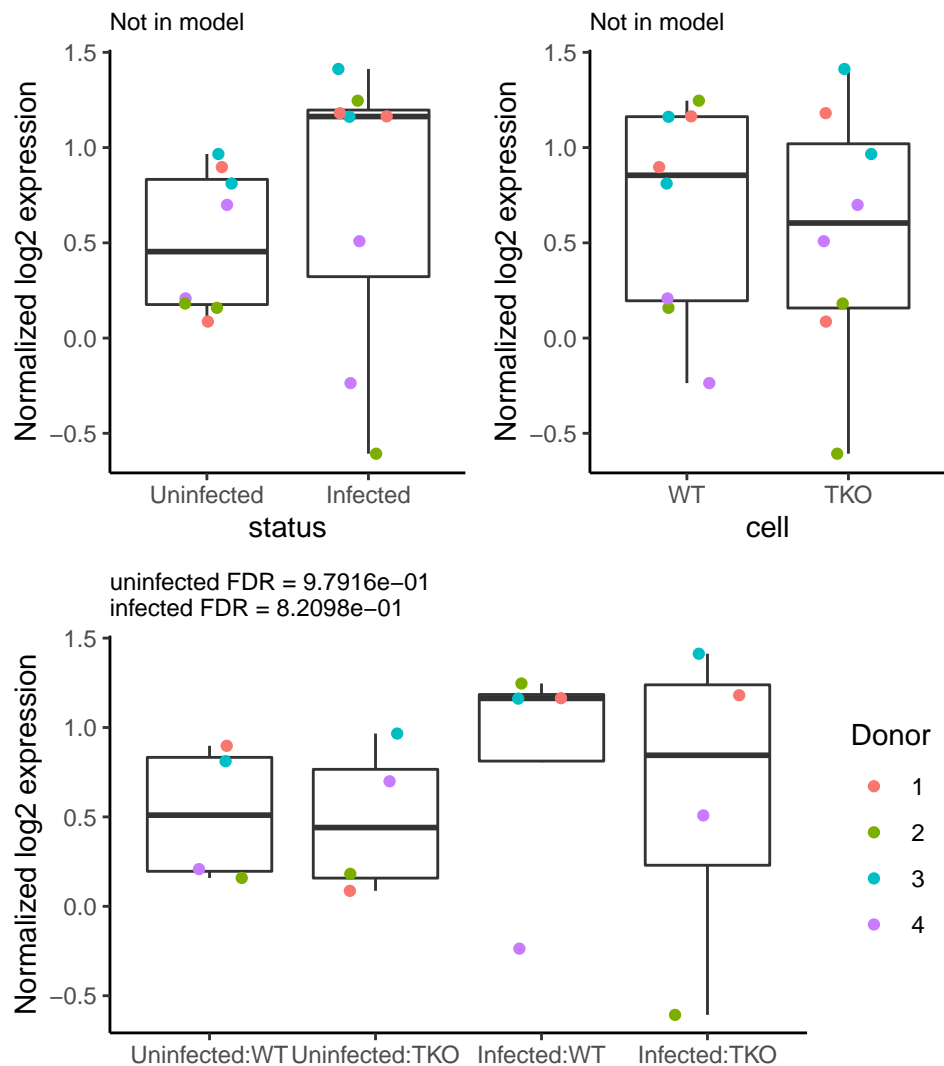 Not in model
Normalized log2 expression
1.5
1.0
0.5
0.0
−0.5
Uninfected Infected
status
Not in model
Normalized log2 expression
1.5
1.0
0.5
0.0
−0.5
WT TKO
cell
uninfected FDR = 9.7916e−01
infected FDR = 8.2098e−01
Normalized log2 expression
1.5
1.0
0.5
0.0
−0.5
Uninfected:WT Uninfected:TKO Infected:WT Infected:TKO
Donor
1
2
3
4